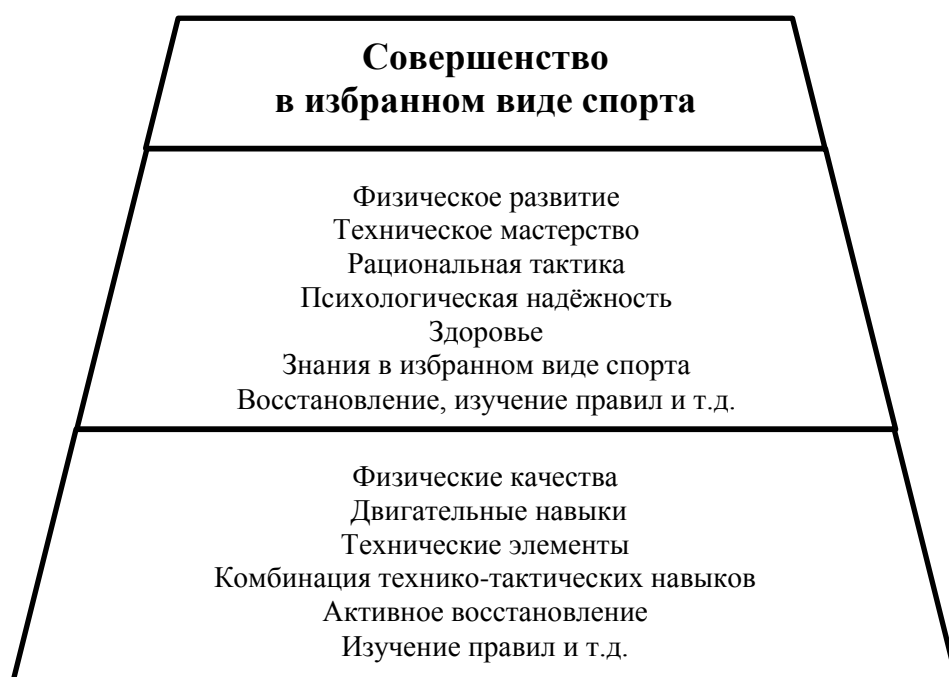 Совершенство
в избранном виде спорта
Физическое развитие
Техническое мастерство
Рациональная тактика
Психологическая надёжность
Здоровье
Знания в избранном виде спорта
Восстановление, изучение правил и т.д.
Физические качества
Двигательные навыки
Технические элементы
Комбинация технико-тактических навыков
Активное восстановление
Изучение правил и т.д.